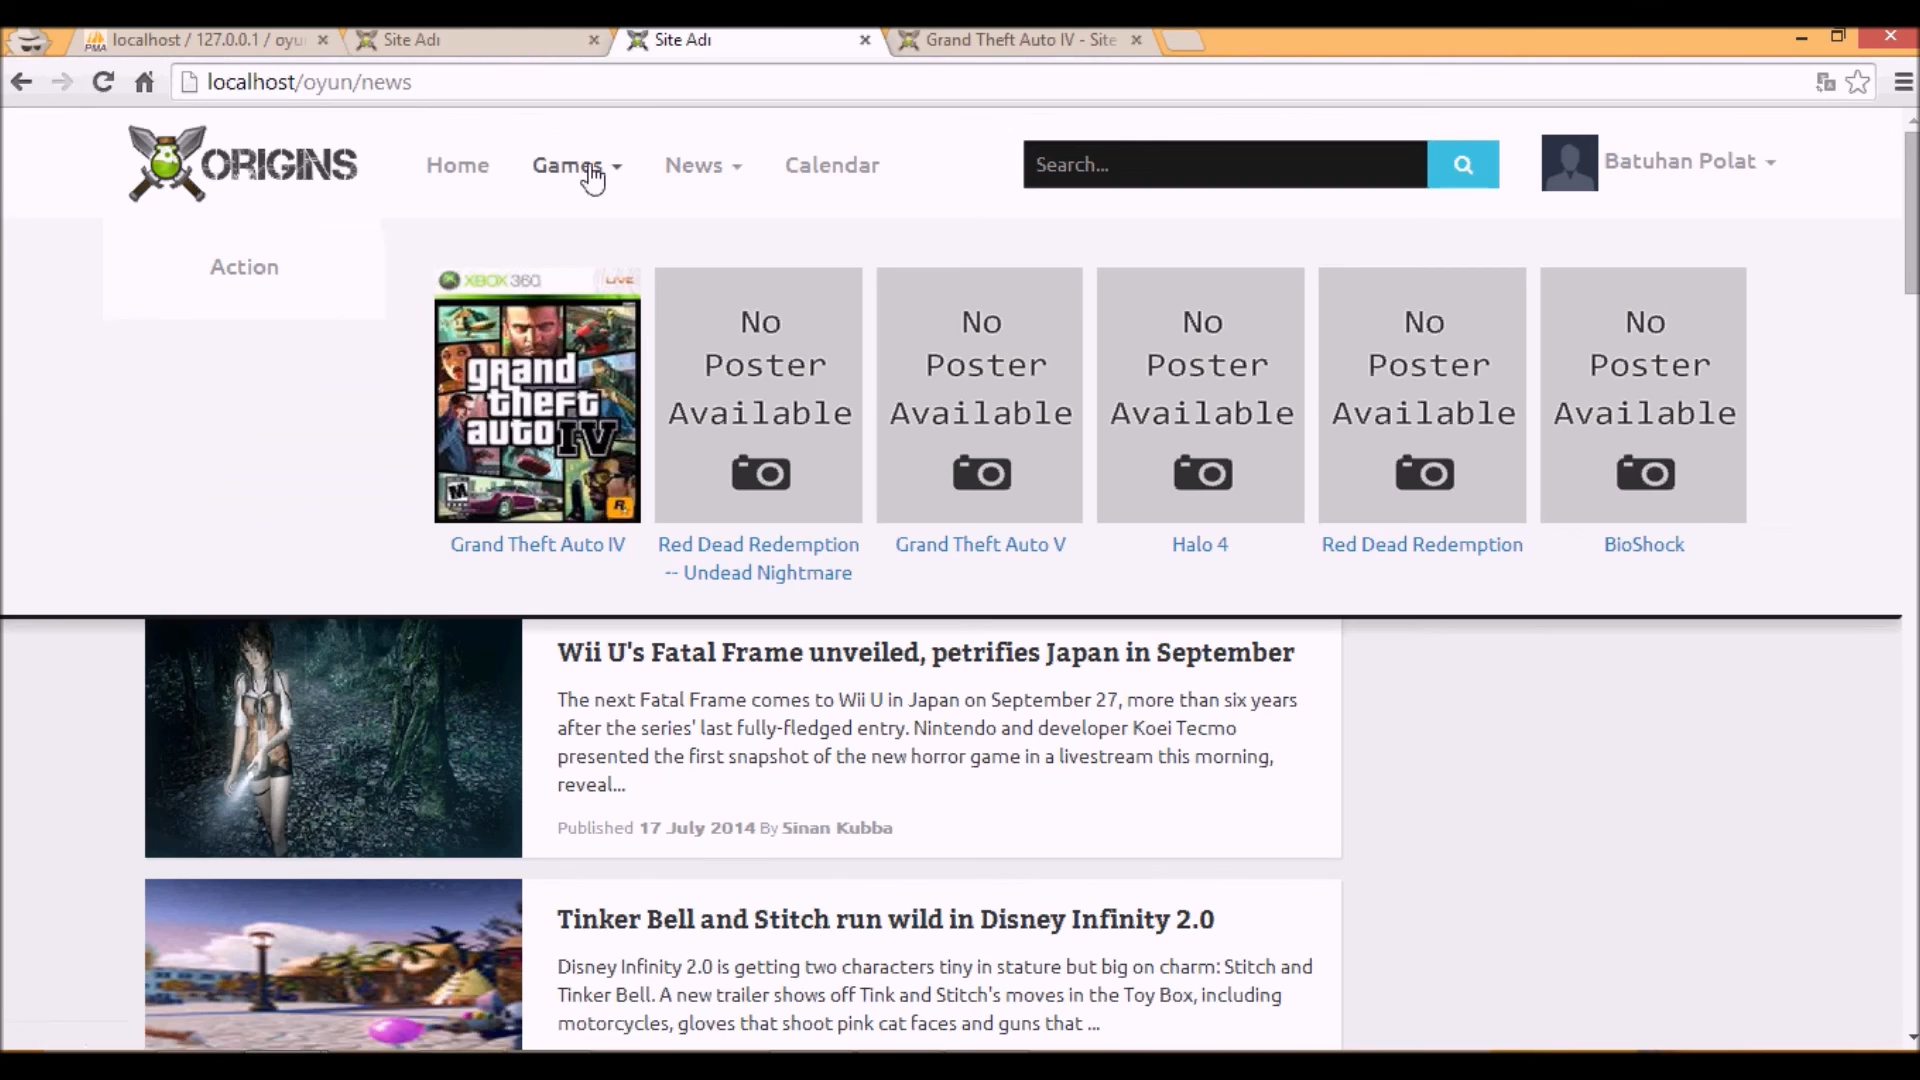 localhost / 127.0.0.1 / oyu
Site Adı
Site Adı
Grand Theft Auto IV - Site
localhost/oyun/news
ORIGINS
Home
Games
News
Calendar
Search...
Batuhan Polat
Action
XBOX 360
LIVE
grand
theft
auto IV
M
R
No
Poster
Available
No
Poster
Available
No
Poster
Available
No
Poster
Available
No
Poster
Available
Grand Theft Auto IV
Red Dead Redemption
-- Undead Nightmare
Grand Theft Auto V
Halo 4
Red Dead Redemption
BioShock
Wii U's Fatal Frame unveiled, petrifies Japan in September
The next Fatal Frame comes to Wii U in Japan on September 27, more than six years
after the series' last fully-fledged entry. Nintendo and developer Koei Tecmo
presented the first snapshot of the new horror game in a livestream this morning,
reveal...
Published 17 July 2014 By Sinan Kubba
Tinker Bell and Stitch run wild in Disney Infinity 2.0
Disney Infinity 2.0 is getting two characters tiny in stature but big on charm: Stitch and
Tinker Bell. A new trailer shows off Tink and Stitch's moves in the Toy Box, including
motorcycles, gloves that shoot pink cat faces and guns that ...